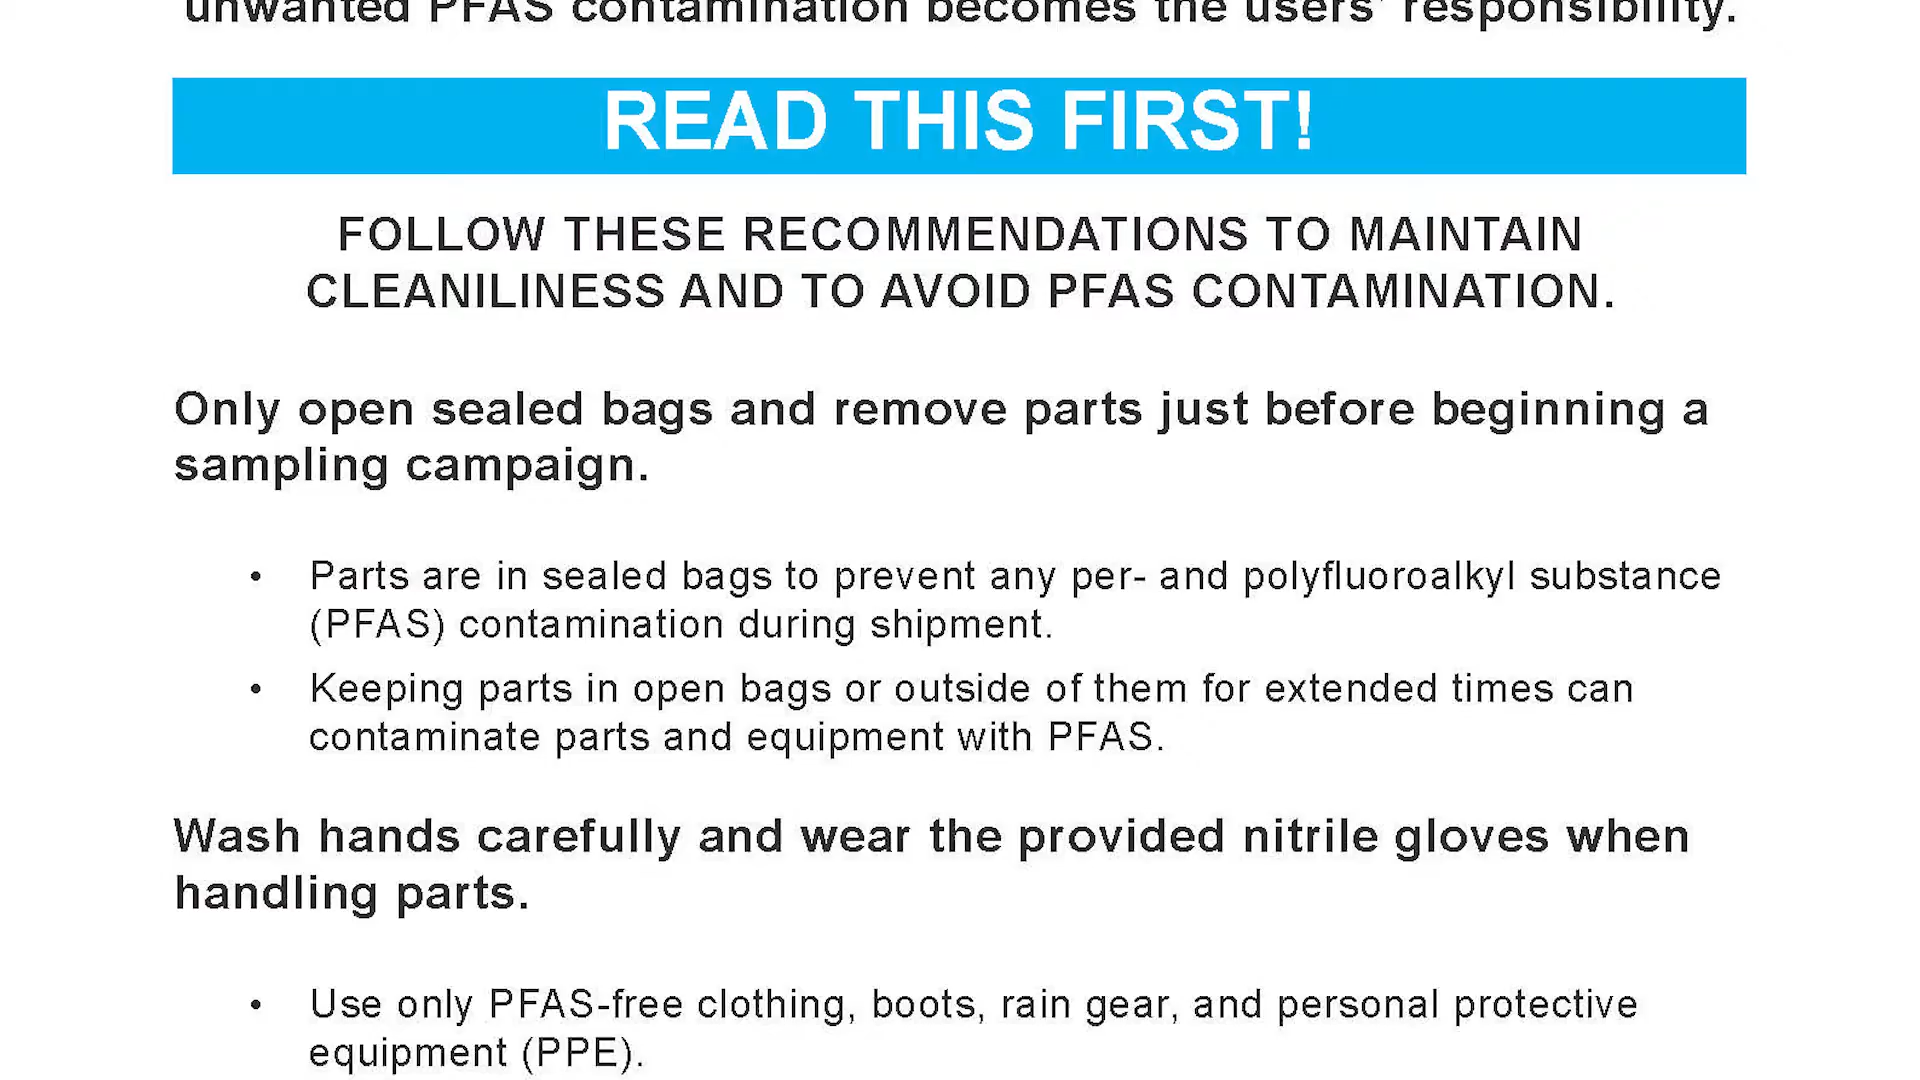 unwanted PFAS contamination becomes the users' responsibility.
READ THIS FIRST!
FOLLOW THESE RECOMMENDATIONS TO MAINTAIN
CLEANILINESS AND TO AVOID PFAS CONTAMINATION.
Only open sealed bags and remove parts just before beginning a
sampling campaign.
• Parts are in sealed bags to prevent any per- and polyfluoroalkyl substance
(PFAS) contamination during shipment.
• Keeping parts in open bags or outside of them for extended times can
contaminate parts and equipment with PFAS.
Wash hands carefully and wear the provided nitrile gloves when
handling parts.
• Use only PFAS-free clothing, boots, rain gear, and personal protective
equipment (PPE).